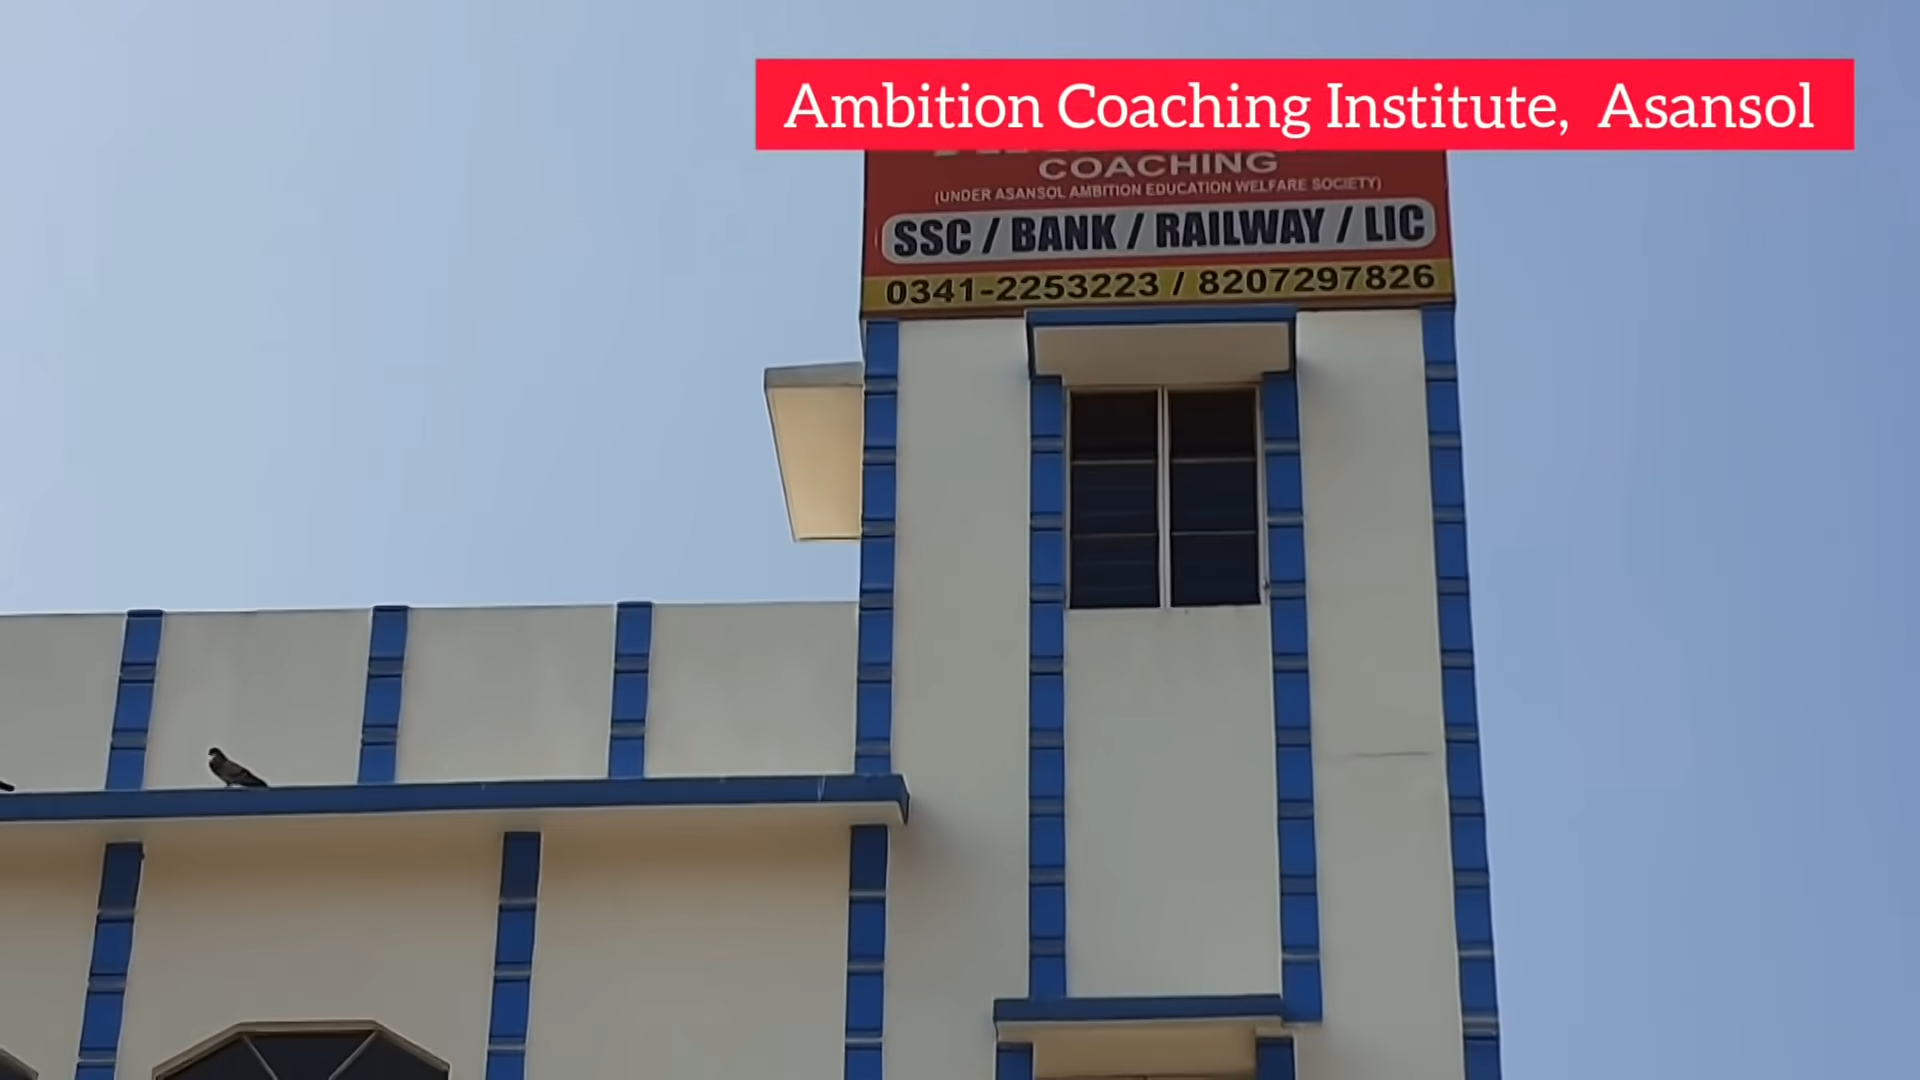 Ambition Coaching Institute, Asansol
COACHING
(UNDER ASANSOL AMBITION EDUCATION WELFARE SOCIETY)
SSC / BANK / RAILWAY / LIC
0341-2253223 / 8207297826